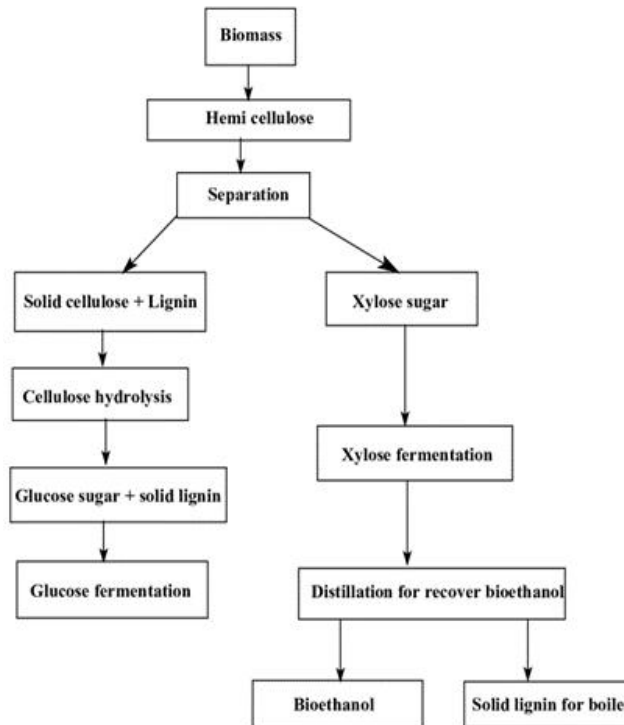 Biomass
Hemi cellulose
Separation
Solid cellulose + Lignin
Xylose sugar
Cellulose hydrolysis
Xylose fermentation
Glucose sugar + solid lignin
Glucose fermentation
Distillation for recover bioethanol
Bioethanol
Solid lignin for boile